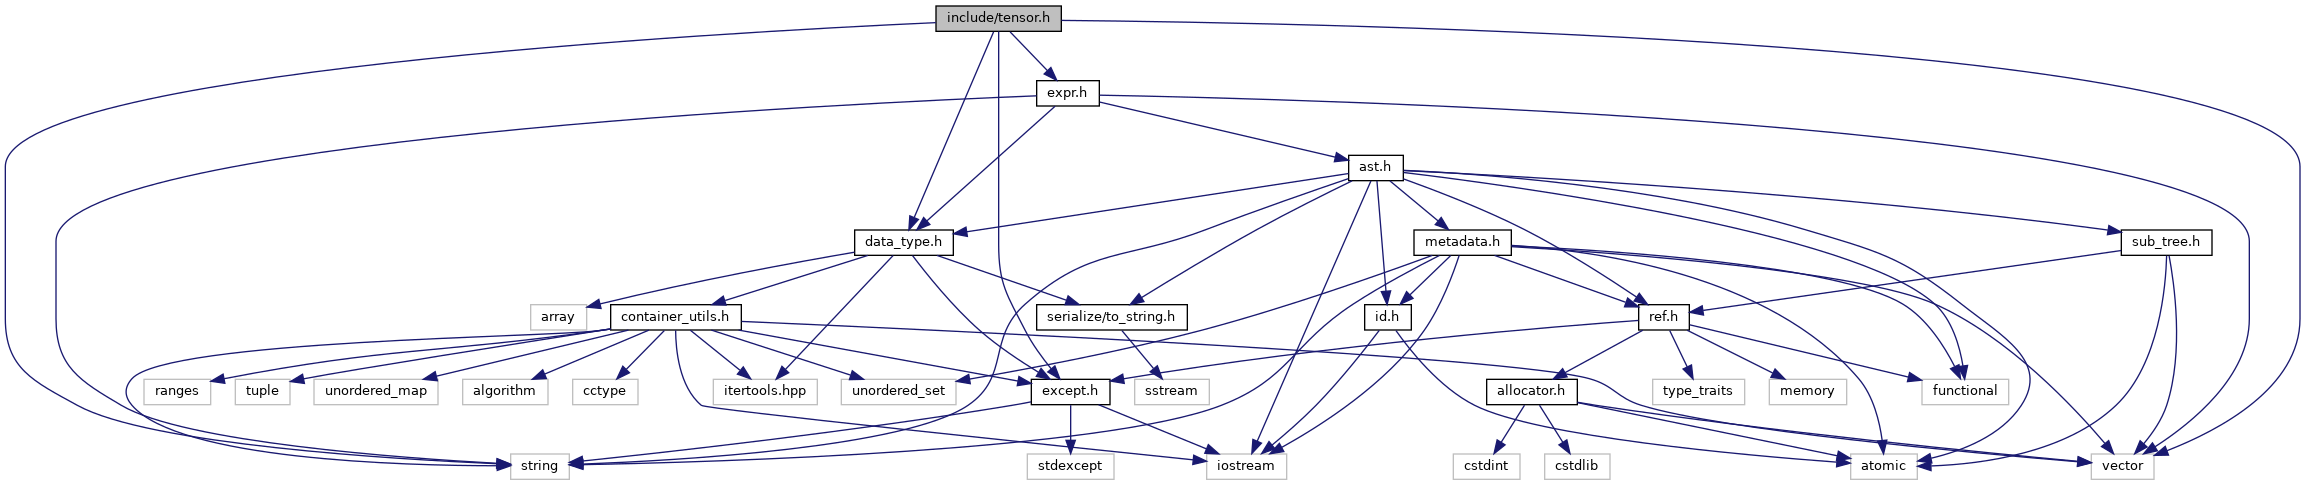 include/tensor.h
expr.h
ast.h
data_type.h
metadata.h
sub_tree.h
array
container_utils.h
serialize/to_string.h
id.h
ref.h
ranges
tuple
unordered_map
algorithm
cctype
itertools.hpp
unordered_set
except.h
sstream
allocator.h
type_traits
memory
functional
string
stdexcept
iostream
cstdint
cstdlib
atomic
vector